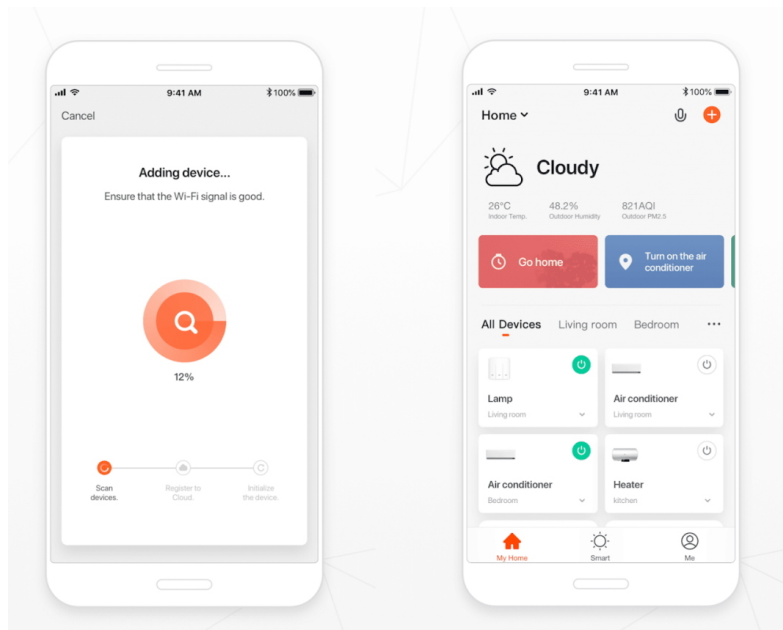 9:41 AM
100%
Cancel
Adding device...
Ensure that the Wi-Fi signal is good.
12%
Scan
devices.
Register to
Cloud.
Initialize
the device.
9:41 AM
100%
Home
Cloudy
26°C
Indoor Temp.
48.2%
Outdoor Humidity
821AQI
Outdoor PM2.5
Go home
Turn on the air
conditioner
All Devices
Living room
Bedroom
Lamp
Living room
Air conditioner
Living room
Air conditioner
Bedroom
Heater
kitchen
My Home
Smart
Me